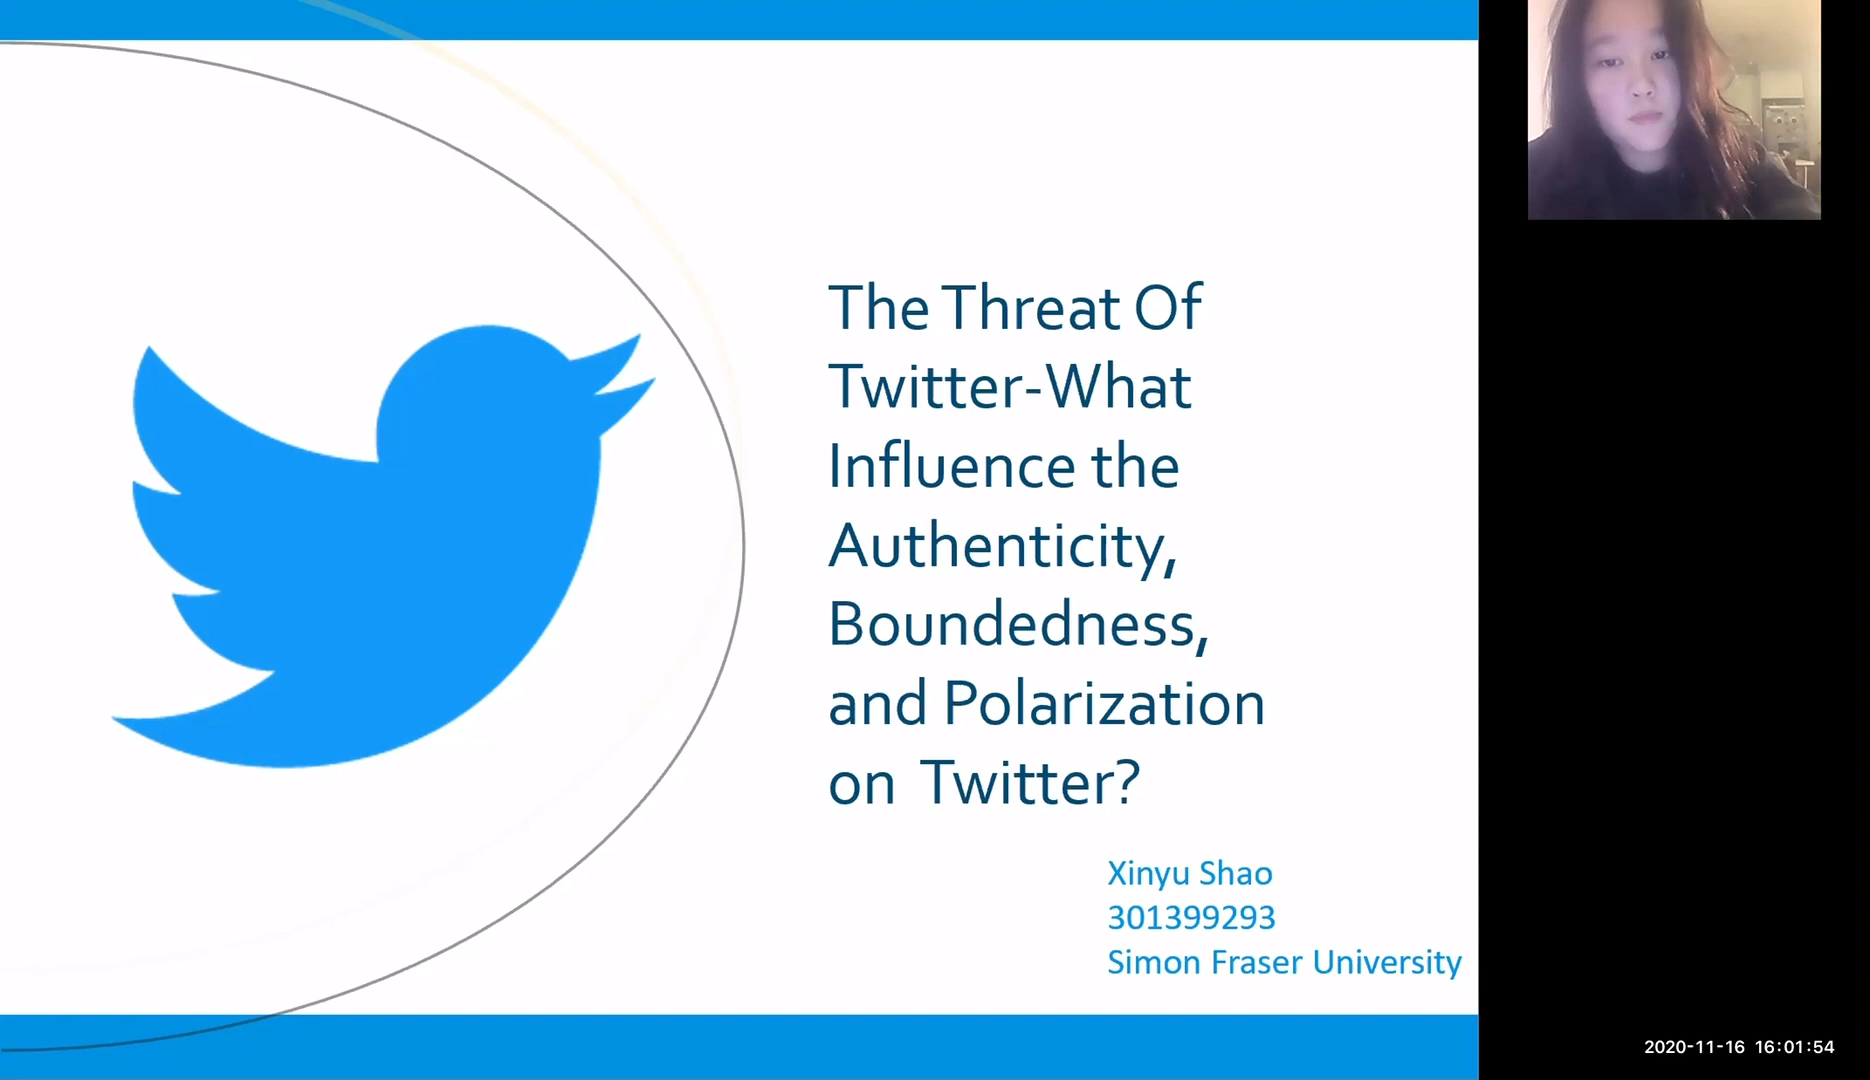 The Threat Of
Twitter-What
Influence the
Authenticity,
Boundedness,
and Polarization
on Twitter?
Xinyu Shao
301399293
Simon Fraser University
2020-11-16 16:01:54